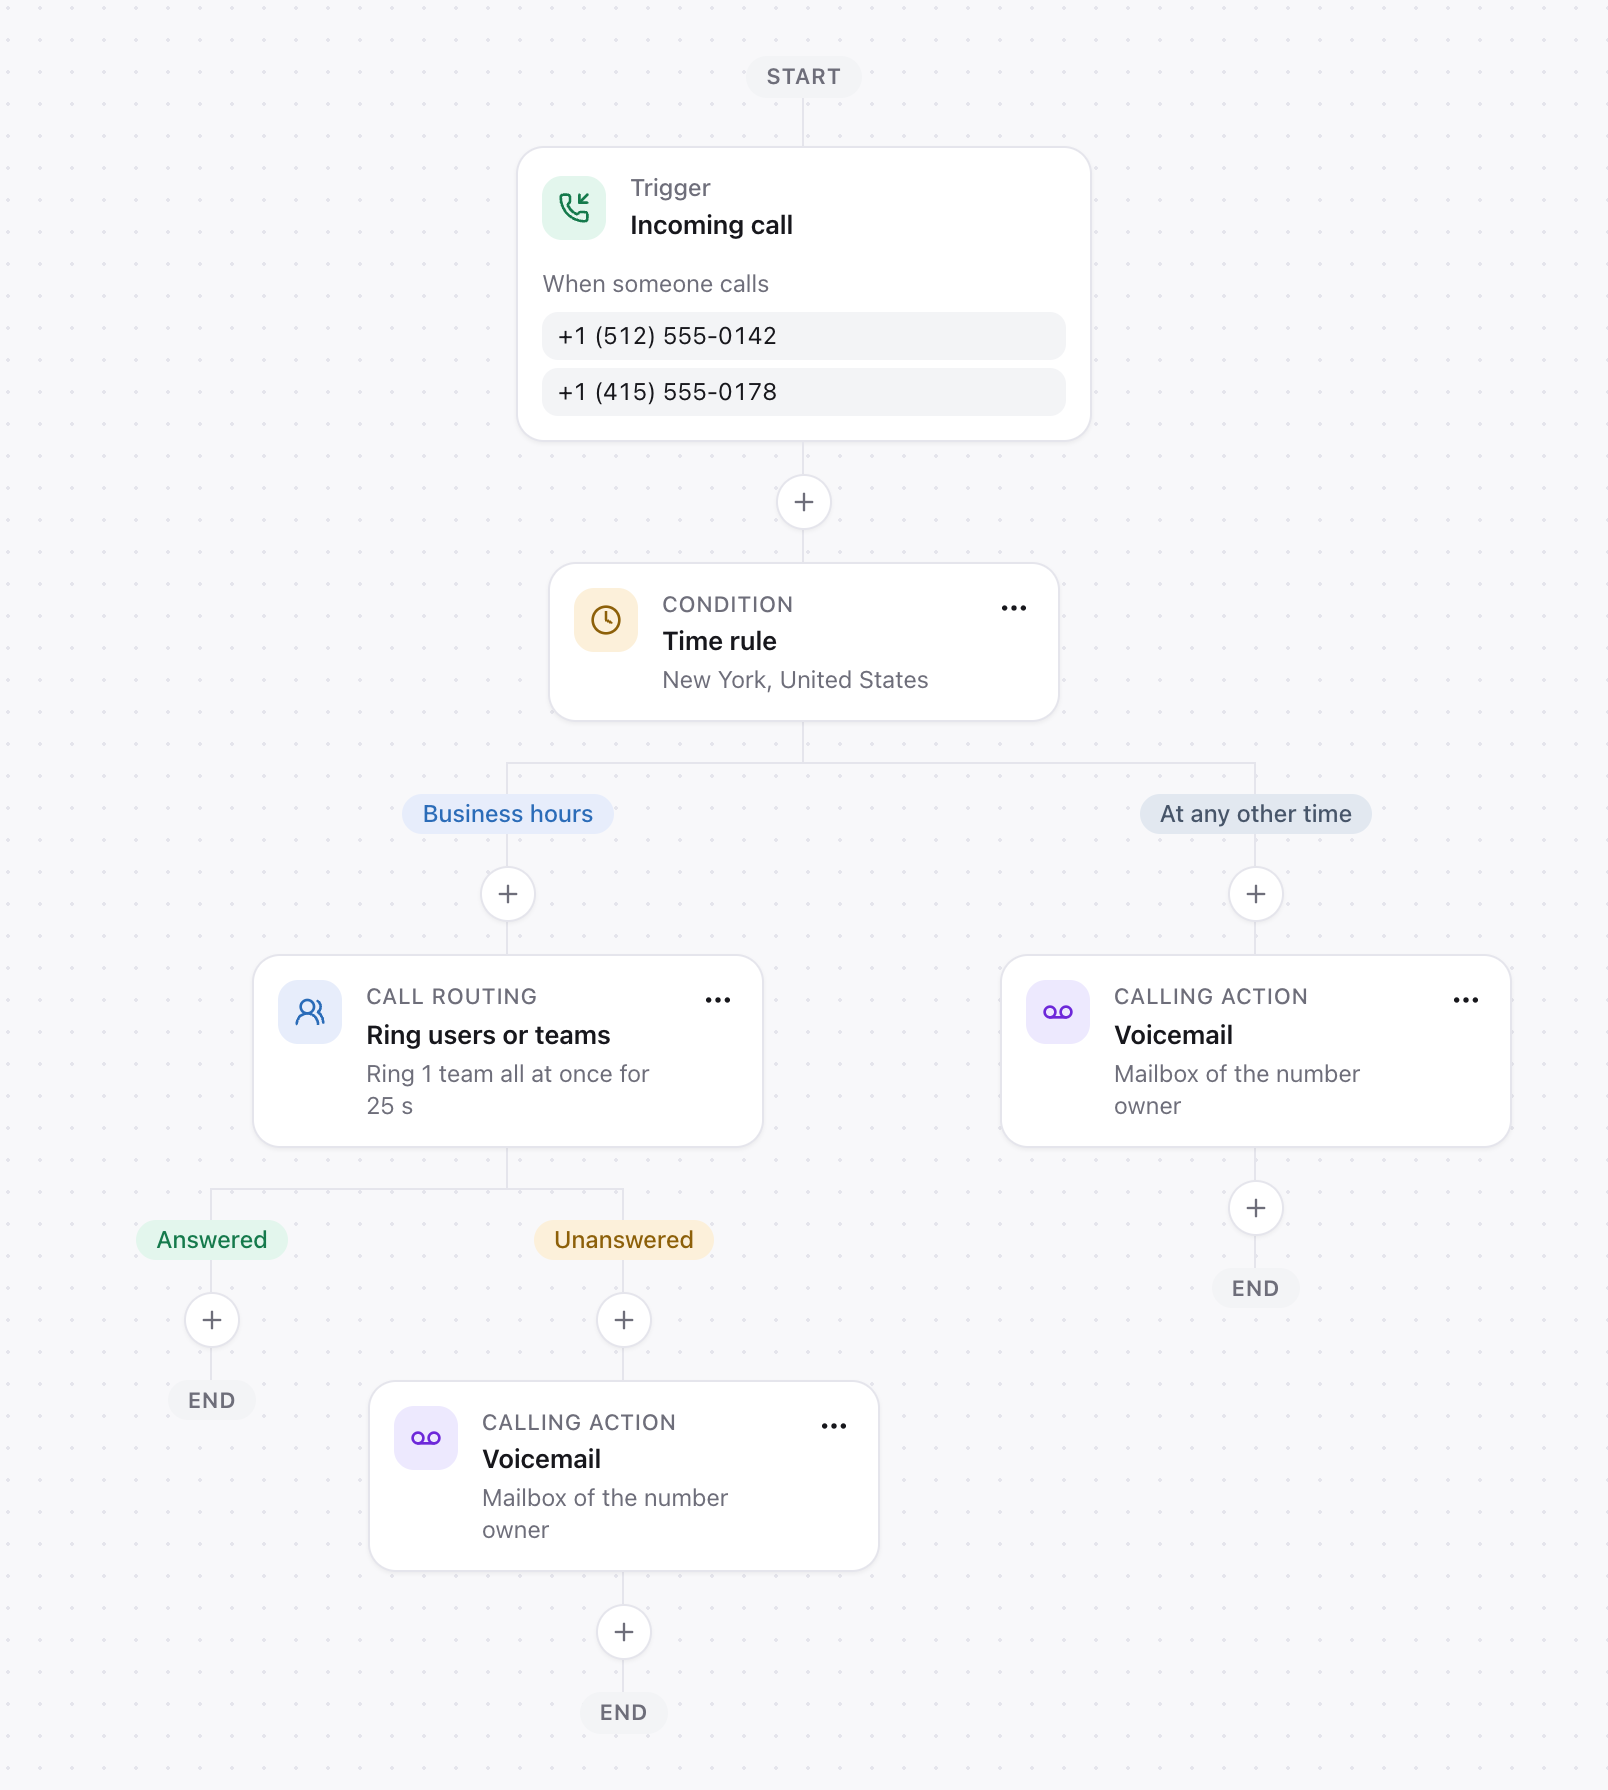 START
Trigger
Incoming call
When someone calls
+1 (512) 555-0142
+1 (415) 555-0178
CONDITION
Time rule
New York, United States
Business hours
At any other time
CALL ROUTING
Ring users or teams
Ring 1 team all at once for
25 s
CALLING ACTION
Voicemail
Mailbox of the number
owner
Answered
Unanswered
END
END
CALLING ACTION
Voicemail
Mailbox of the number
owner
END